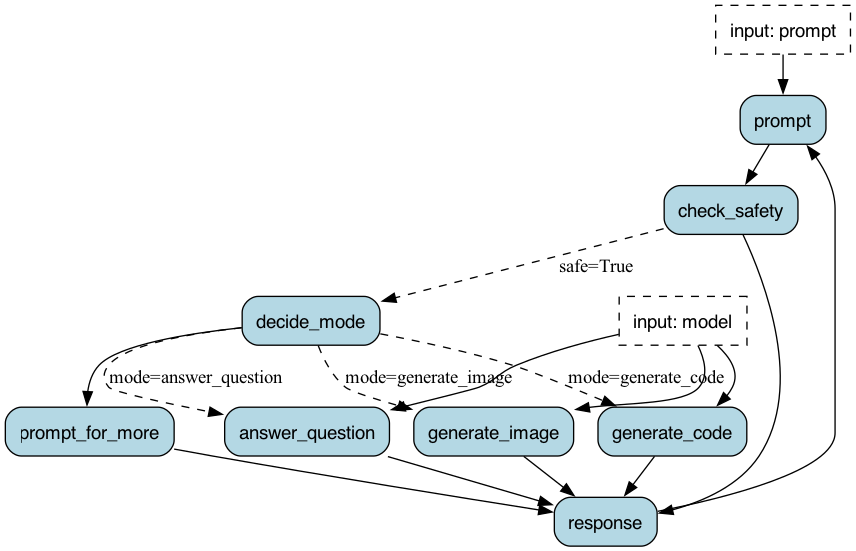 input: prompt
prompt
check_safety
safe=True
decide_mode
input: model
mode=answer_question
mode=generate_image
mode=generate_code
prompt_for_more
answer_question
generate_image
generate_code
response